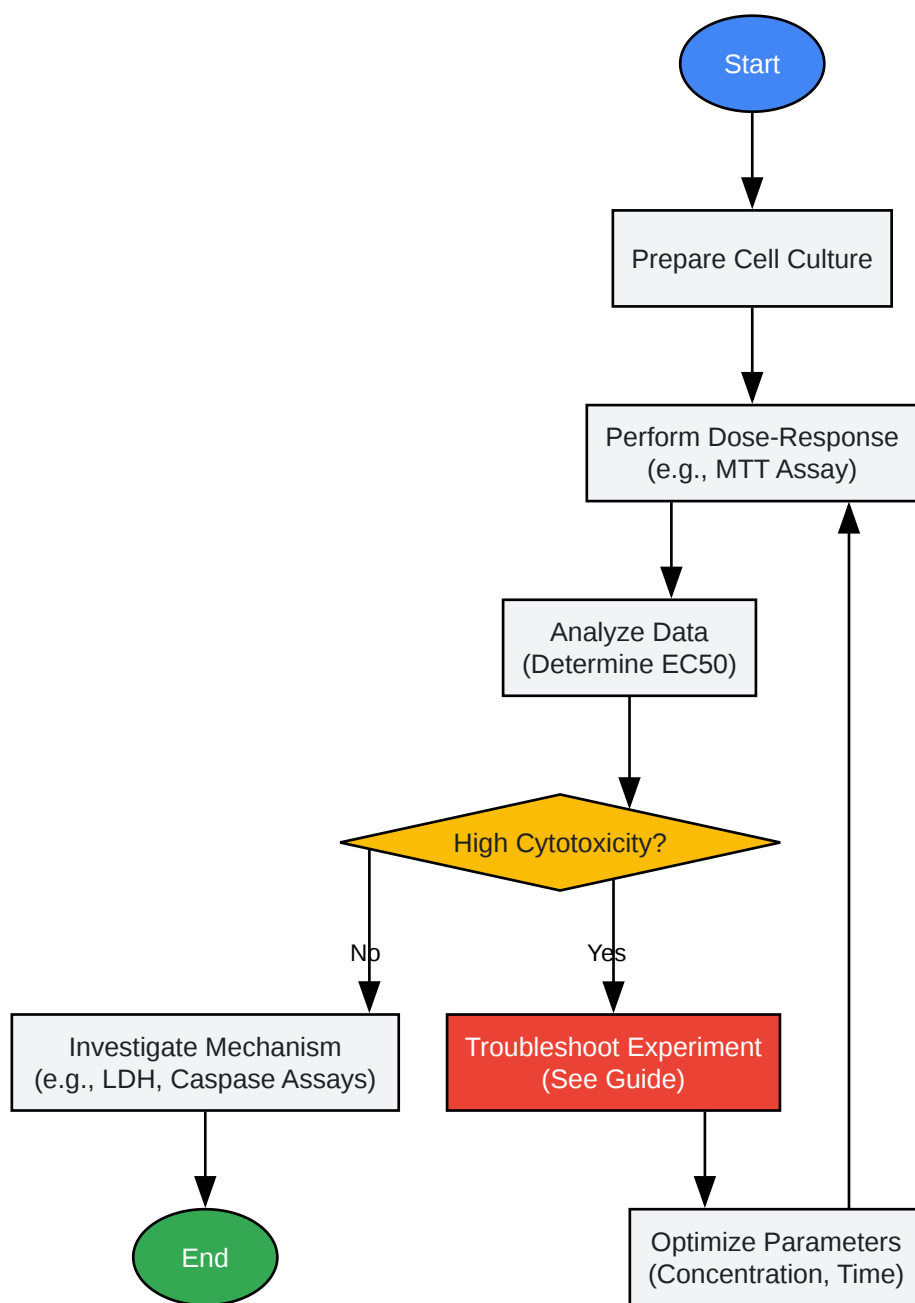 Start
Prepare Cell Culture
Perform Dose-Response
(e.g., MTT Assay)
Analyze Data
(Determine EC50)
High Cytotoxicity?
No
Yes
Investigate Mechanism
(e.g., LDH, Caspase Assays)
Troubleshoot Experiment
(See Guide)
End
Optimize Parameters
(Concentration, Time)